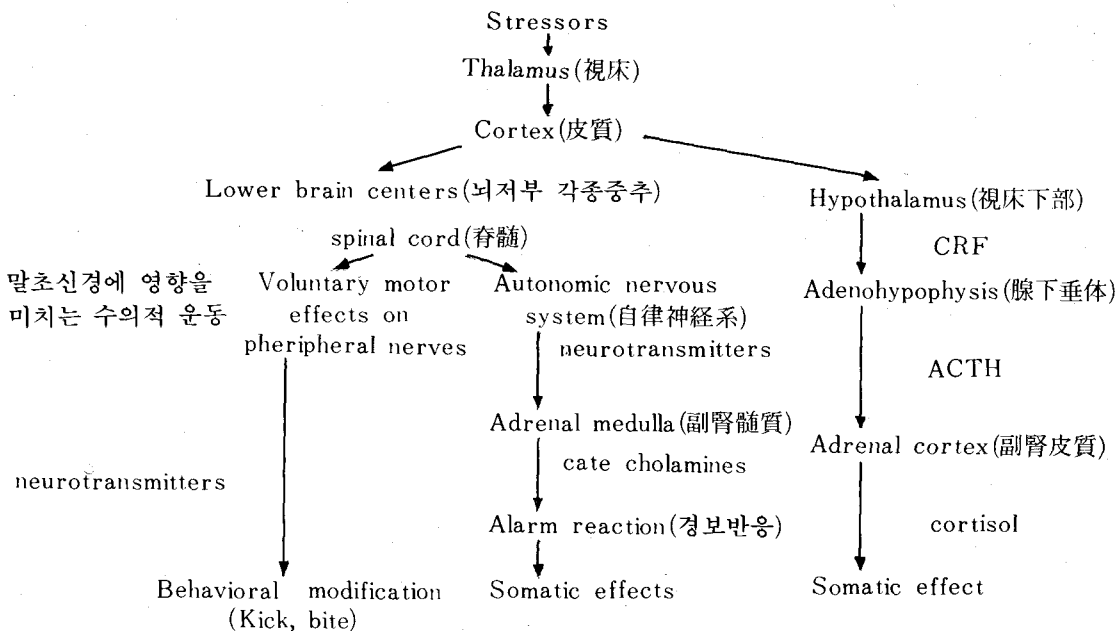 Stressors
Thalamus(視床)
Cortex(皮質)
Lower brain centers(뇌저부 각종중추)
Hypothalamus(視床下部)
spinal cord(脊髄)
CRF
말초신경에 영향을
미치는 수의적 운동
Voluntary motor
effects on
pheripheral nerves
Autonomic nervous
system(自律神経系)
neurotransmitters
Adenohypophysis(腺下垂体)
ACTH
Adrenal medulla(副腎髄質)
Adrenal cortex(副腎皮質)
cate cholamines
neurotransmitters
Alarm reaction(경보반응)
cortisol
Behavioral modification
(Kick, bite)
Somatic effects
Somatic effect